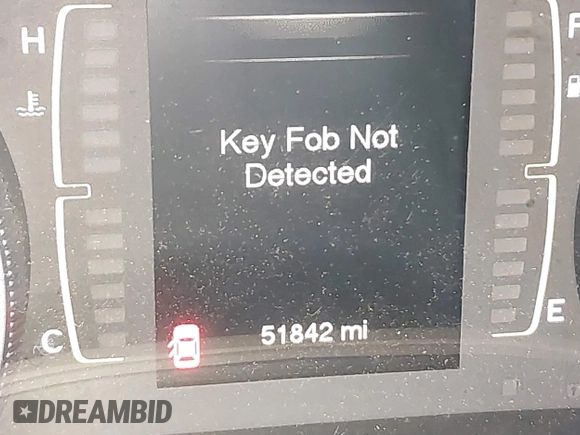 H
F
Key Fob Not
Detected
C
51842 mi
E
DREAMBID